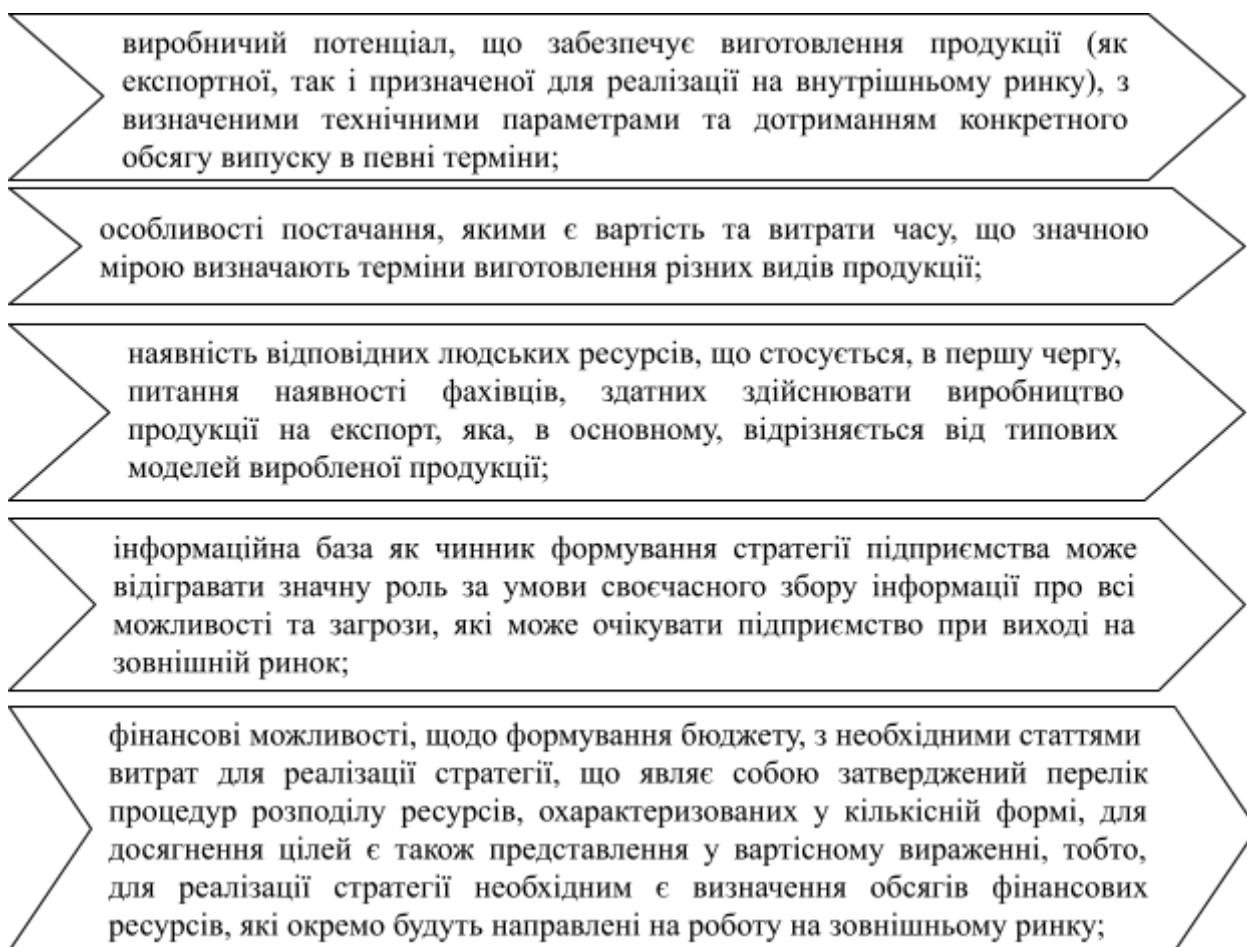 виробничий потенціал, що забезпечує виготовлення продукції (як
експортної, так і призначеної для реалізації на внутрішньому ринку), з
визначеними технічними параметрами та дотриманням конкретного
обсягу випуску в певні терміни;
особливості постачання, якими є вартість та витрати часу, що значною
мірою визначають терміни виготовлення різних видів продукції;
наявність відповідних людських ресурсів, що стосується, в першу чергу,
питання наявності фахівців, здатних здійснювати виробництво
продукції на експорт, яка, в основному, відрізняється від типових
моделей виробленої продукції;
інформаційна база як чинник формування стратегії підприємства може
відігравати значну роль за умови своєчасного збору інформації про всі
можливості та загрози, які може очікувати підприємство при виході на
зовнішній ринок;
фінансові можливості, щодо формування бюджету, з необхідними статтями
витрат для реалізації стратегії, що являє собою затверджений перелік
процедур розподілу ресурсів, охарактеризованих у кількісній формі, для
досягнення цілей є також представлення у вартісному вираженні, тобто,
для реалізації стратегії необхідним є визначення обсягів фінансових
ресурсів, які окремо будуть направлені на роботу на зовнішньому ринку;